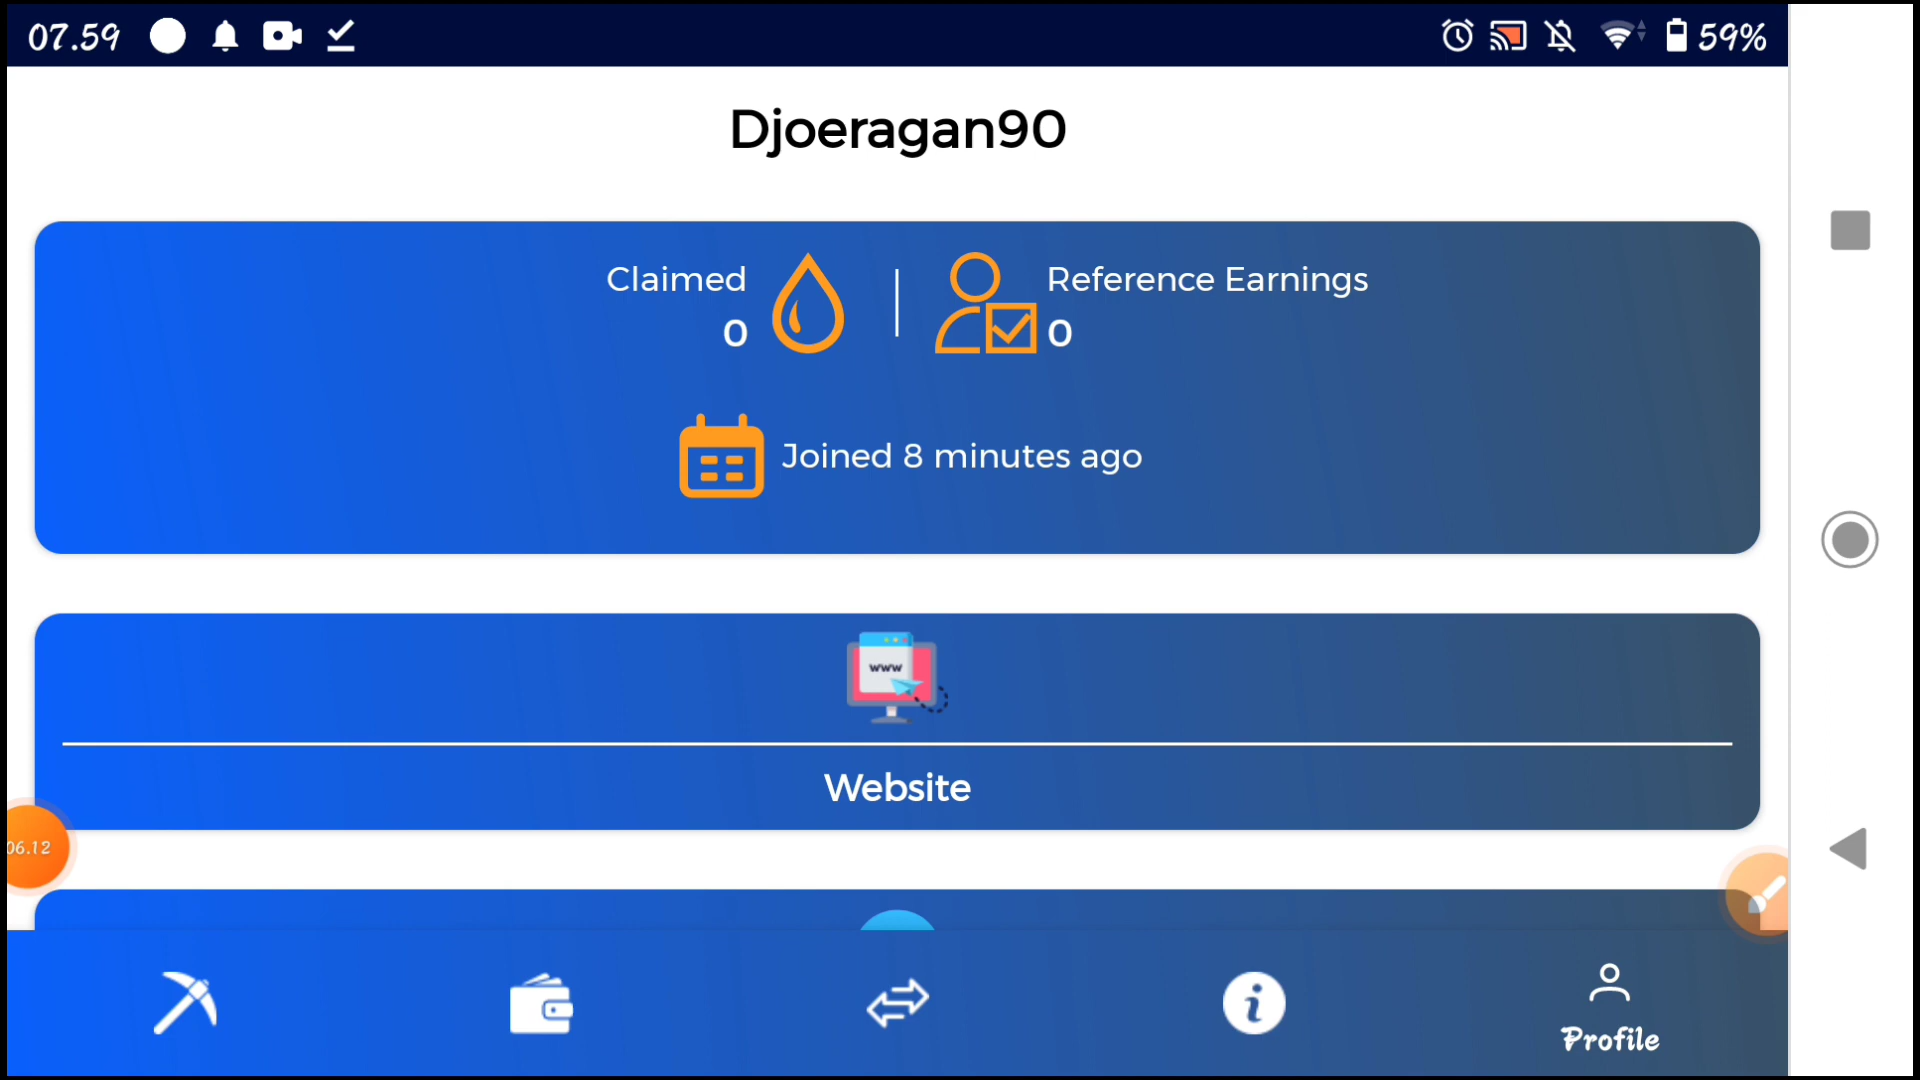 07.59
59%
Djoeragan90
Claimed
0
Reference Earnings
0
Joined 8 minutes ago
www
Website
06.12
Profile